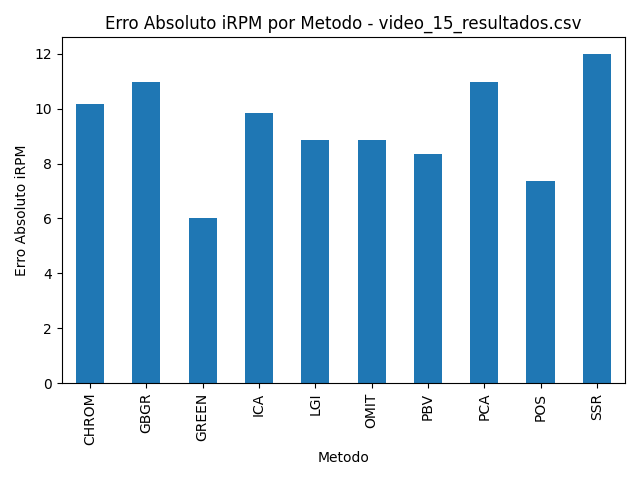 Erro Absoluto iRPM por Metodo - video_15_resultados.csv
Erro Absoluto iRPM
12
10
8
6
4
2
0
CHROM
GBGR
GREEN
ICA
LGI
OMIT
PBV
PCA
POS
SSR
Metodo